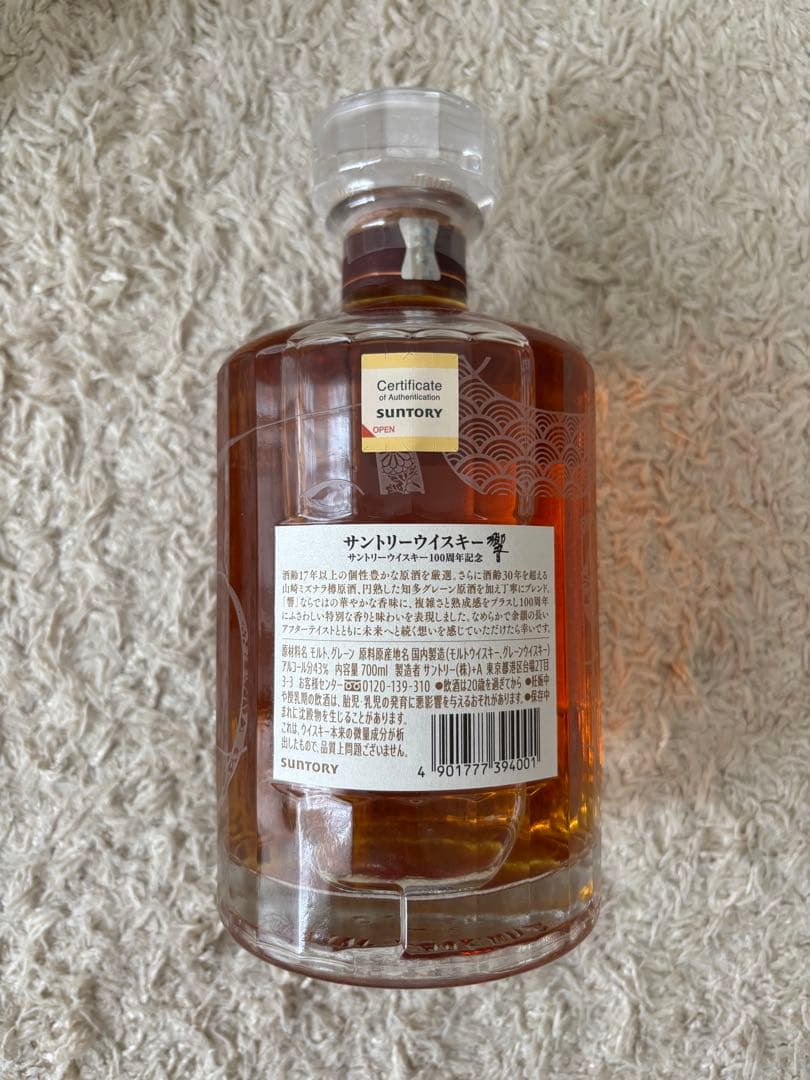 Certificate
of Authentication
SUNTORY
OPEN
サントリーウイスキー響
サントリーウイスキー100周年記念
酒齢17年以上の個性豊かな原酒を厳選。さらに酒齢30年を超える
山崎ミズナラ樽原酒、円熟した知多グレーン原酒を加え丁寧にブレンド。
「響」ならではの華やかな香味に、複雑さと熟成感をプラスし100周年
にふさわしい特別な香りと味わいを表現しました。なめらかで余韻の長い
アフターテイストとともに未来へと続く想いを感じていただけたら幸いです。
原材料名 モルト、グレーン 原料原産地名 国内製造(モルトウイスキー、グレーンウイスキー)
アルコール分43% 内容量700ml 製造者 サントリー(株)+A 東京都港区台場2丁目
3-3 お客様センター 0120-139-310 ●飲酒は20歳を過ぎてから ●妊娠中
や授乳期の飲酒は、胎児・乳児の発育に悪影響を与えるおそれがあります。●保存中
まれに沈殿物を生じることがあります。
これは、ウイスキー本来の微量成分が析
出したもので、品質上問題ございません。
SUNTORY
4 901777 394001